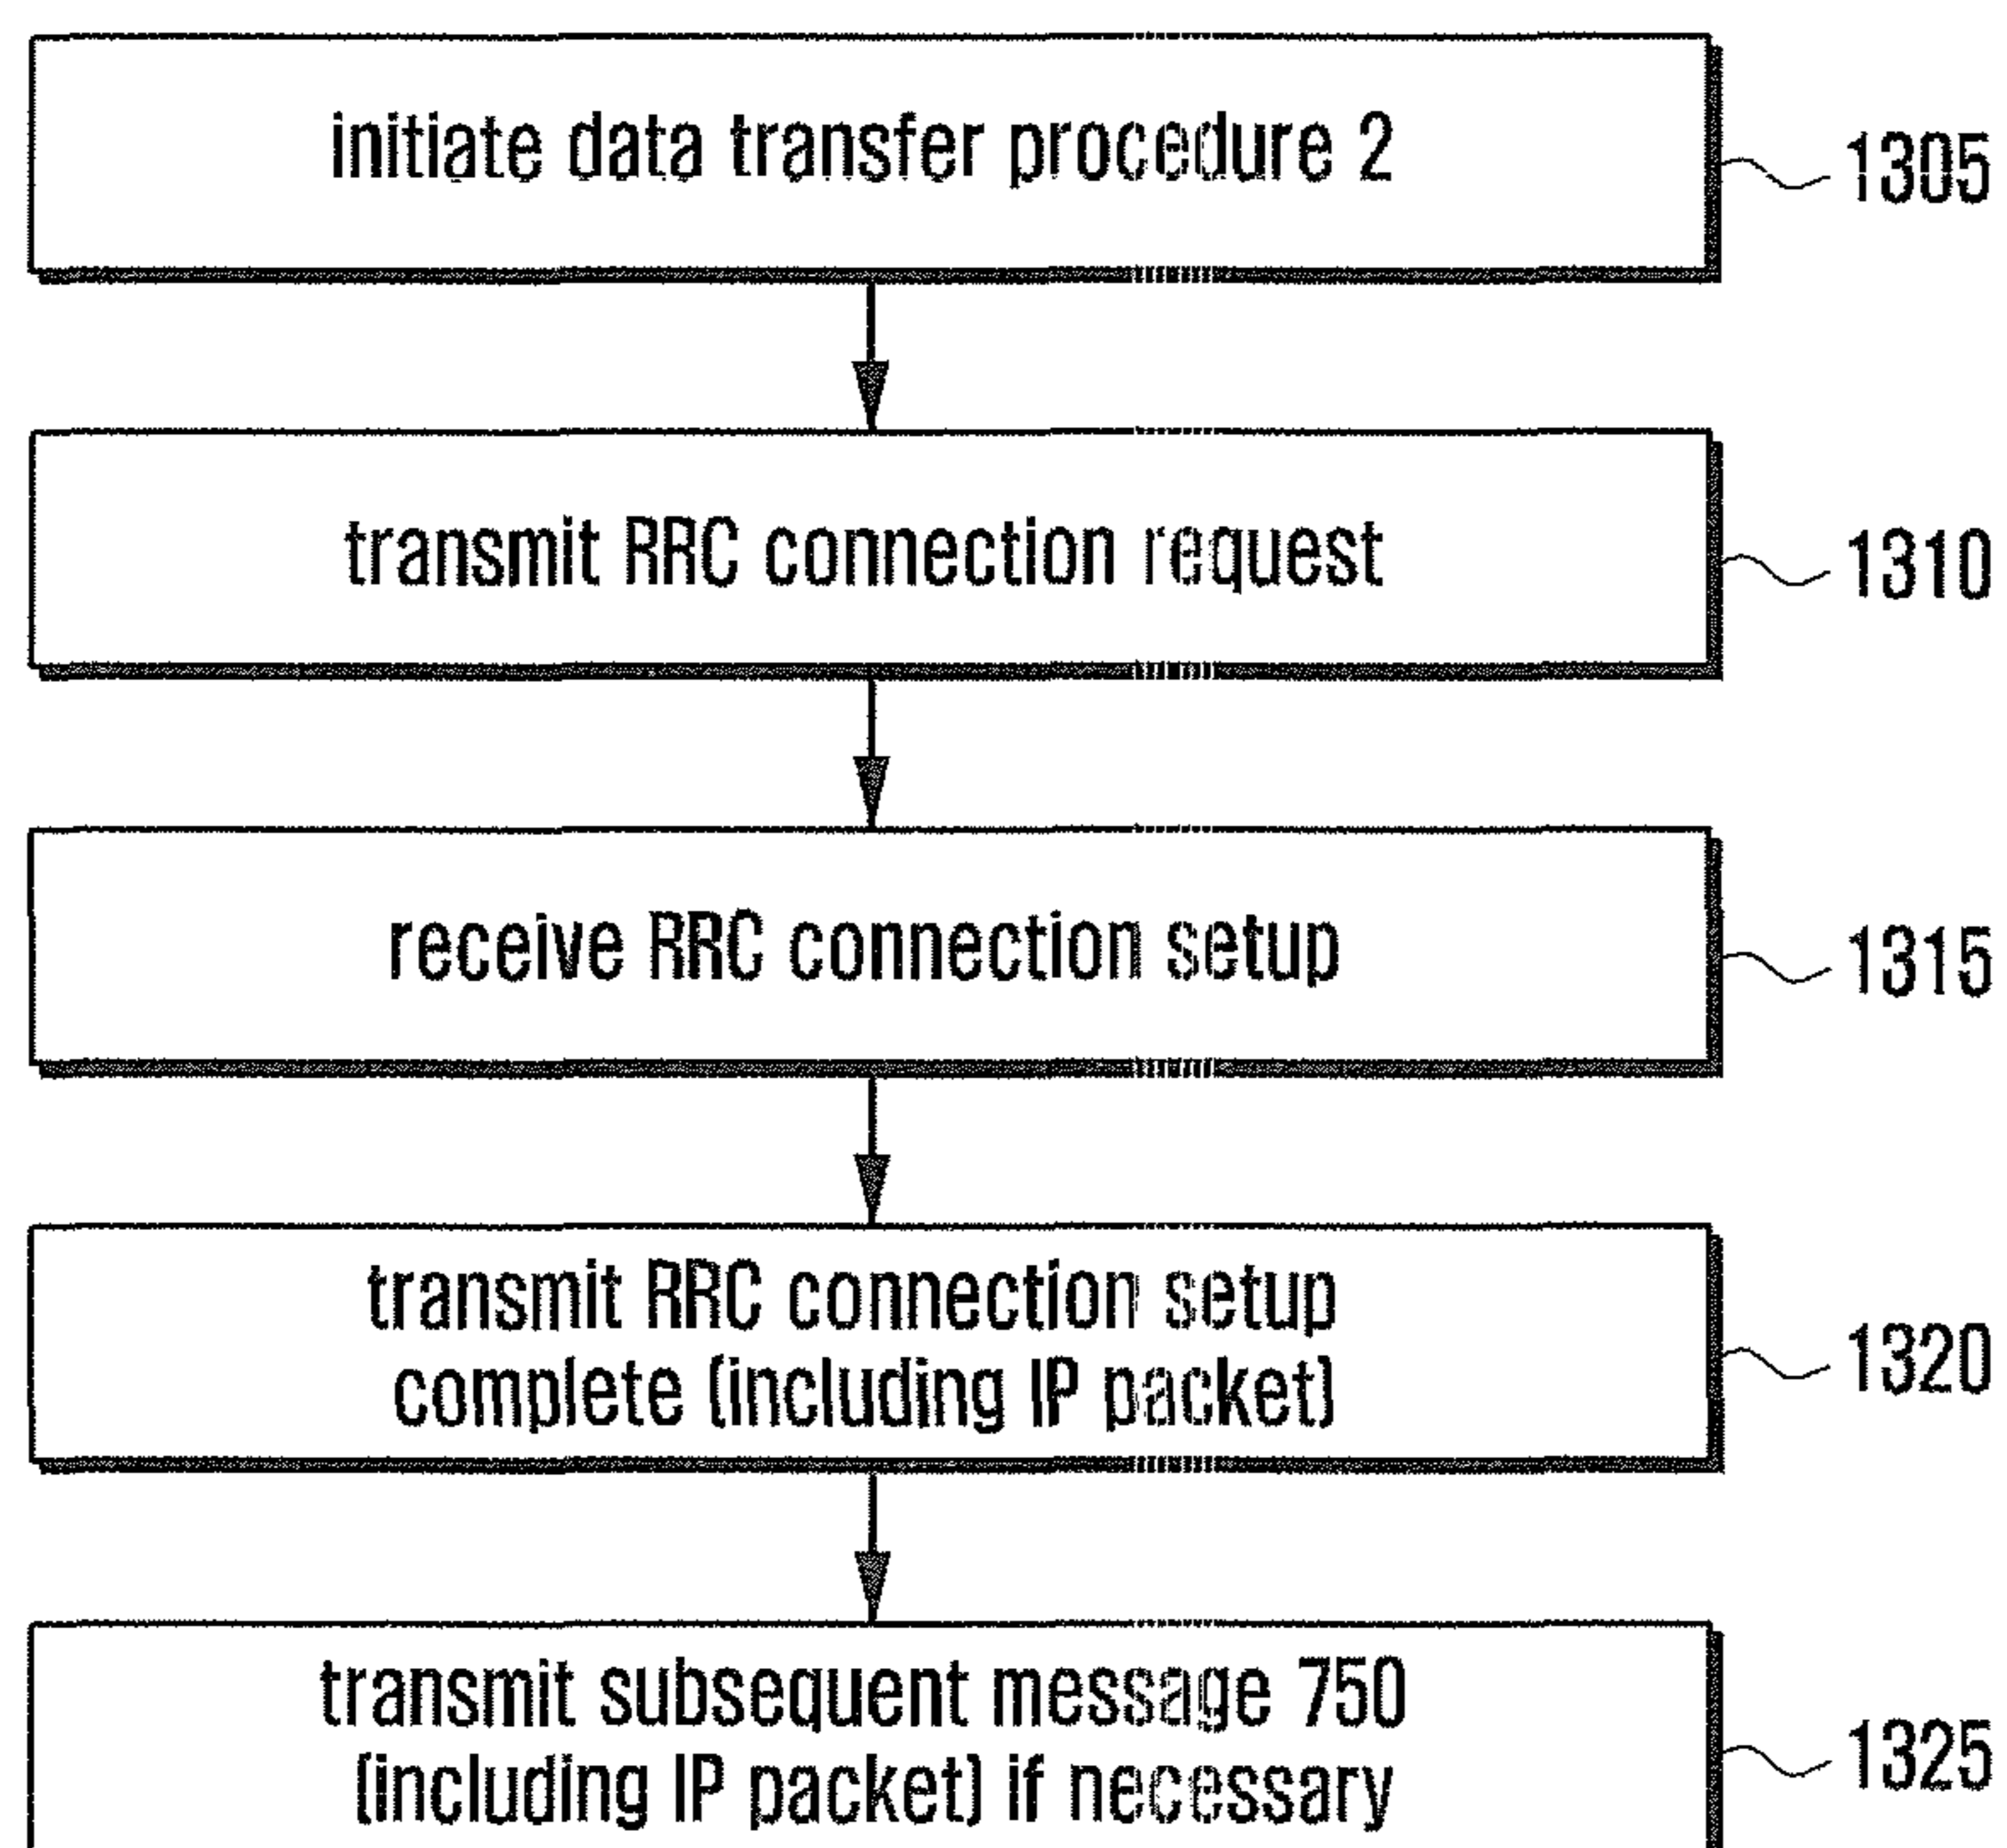 initiate data transfer procedure 2
1305
transmit RRC connection request
1310
receive RRC connection setup
1315
transmit RRC connection setup
complete (including IP packet)
1320
transmit subsequent message 750
(including IP packet) if necessary
1325